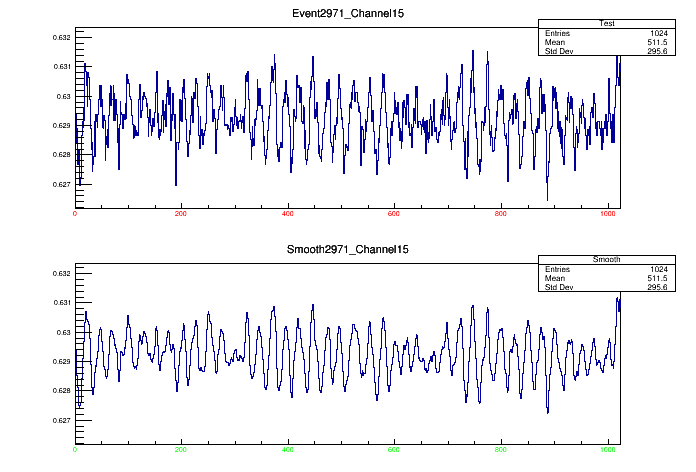 Event2971_Channel15
Test
Entries 1024
Mean 511.5
Std Dev 295.6
0.632
0.631
0.63
0.629
0.628
0.627
0 200 400 600 800 1000
Smooth2971_Channel15
Smooth
Entries 1024
Mean 511.5
Std Dev 295.6
0.632
0.631
0.63
0.629
0.628
0.627
0 200 400 600 800 1000